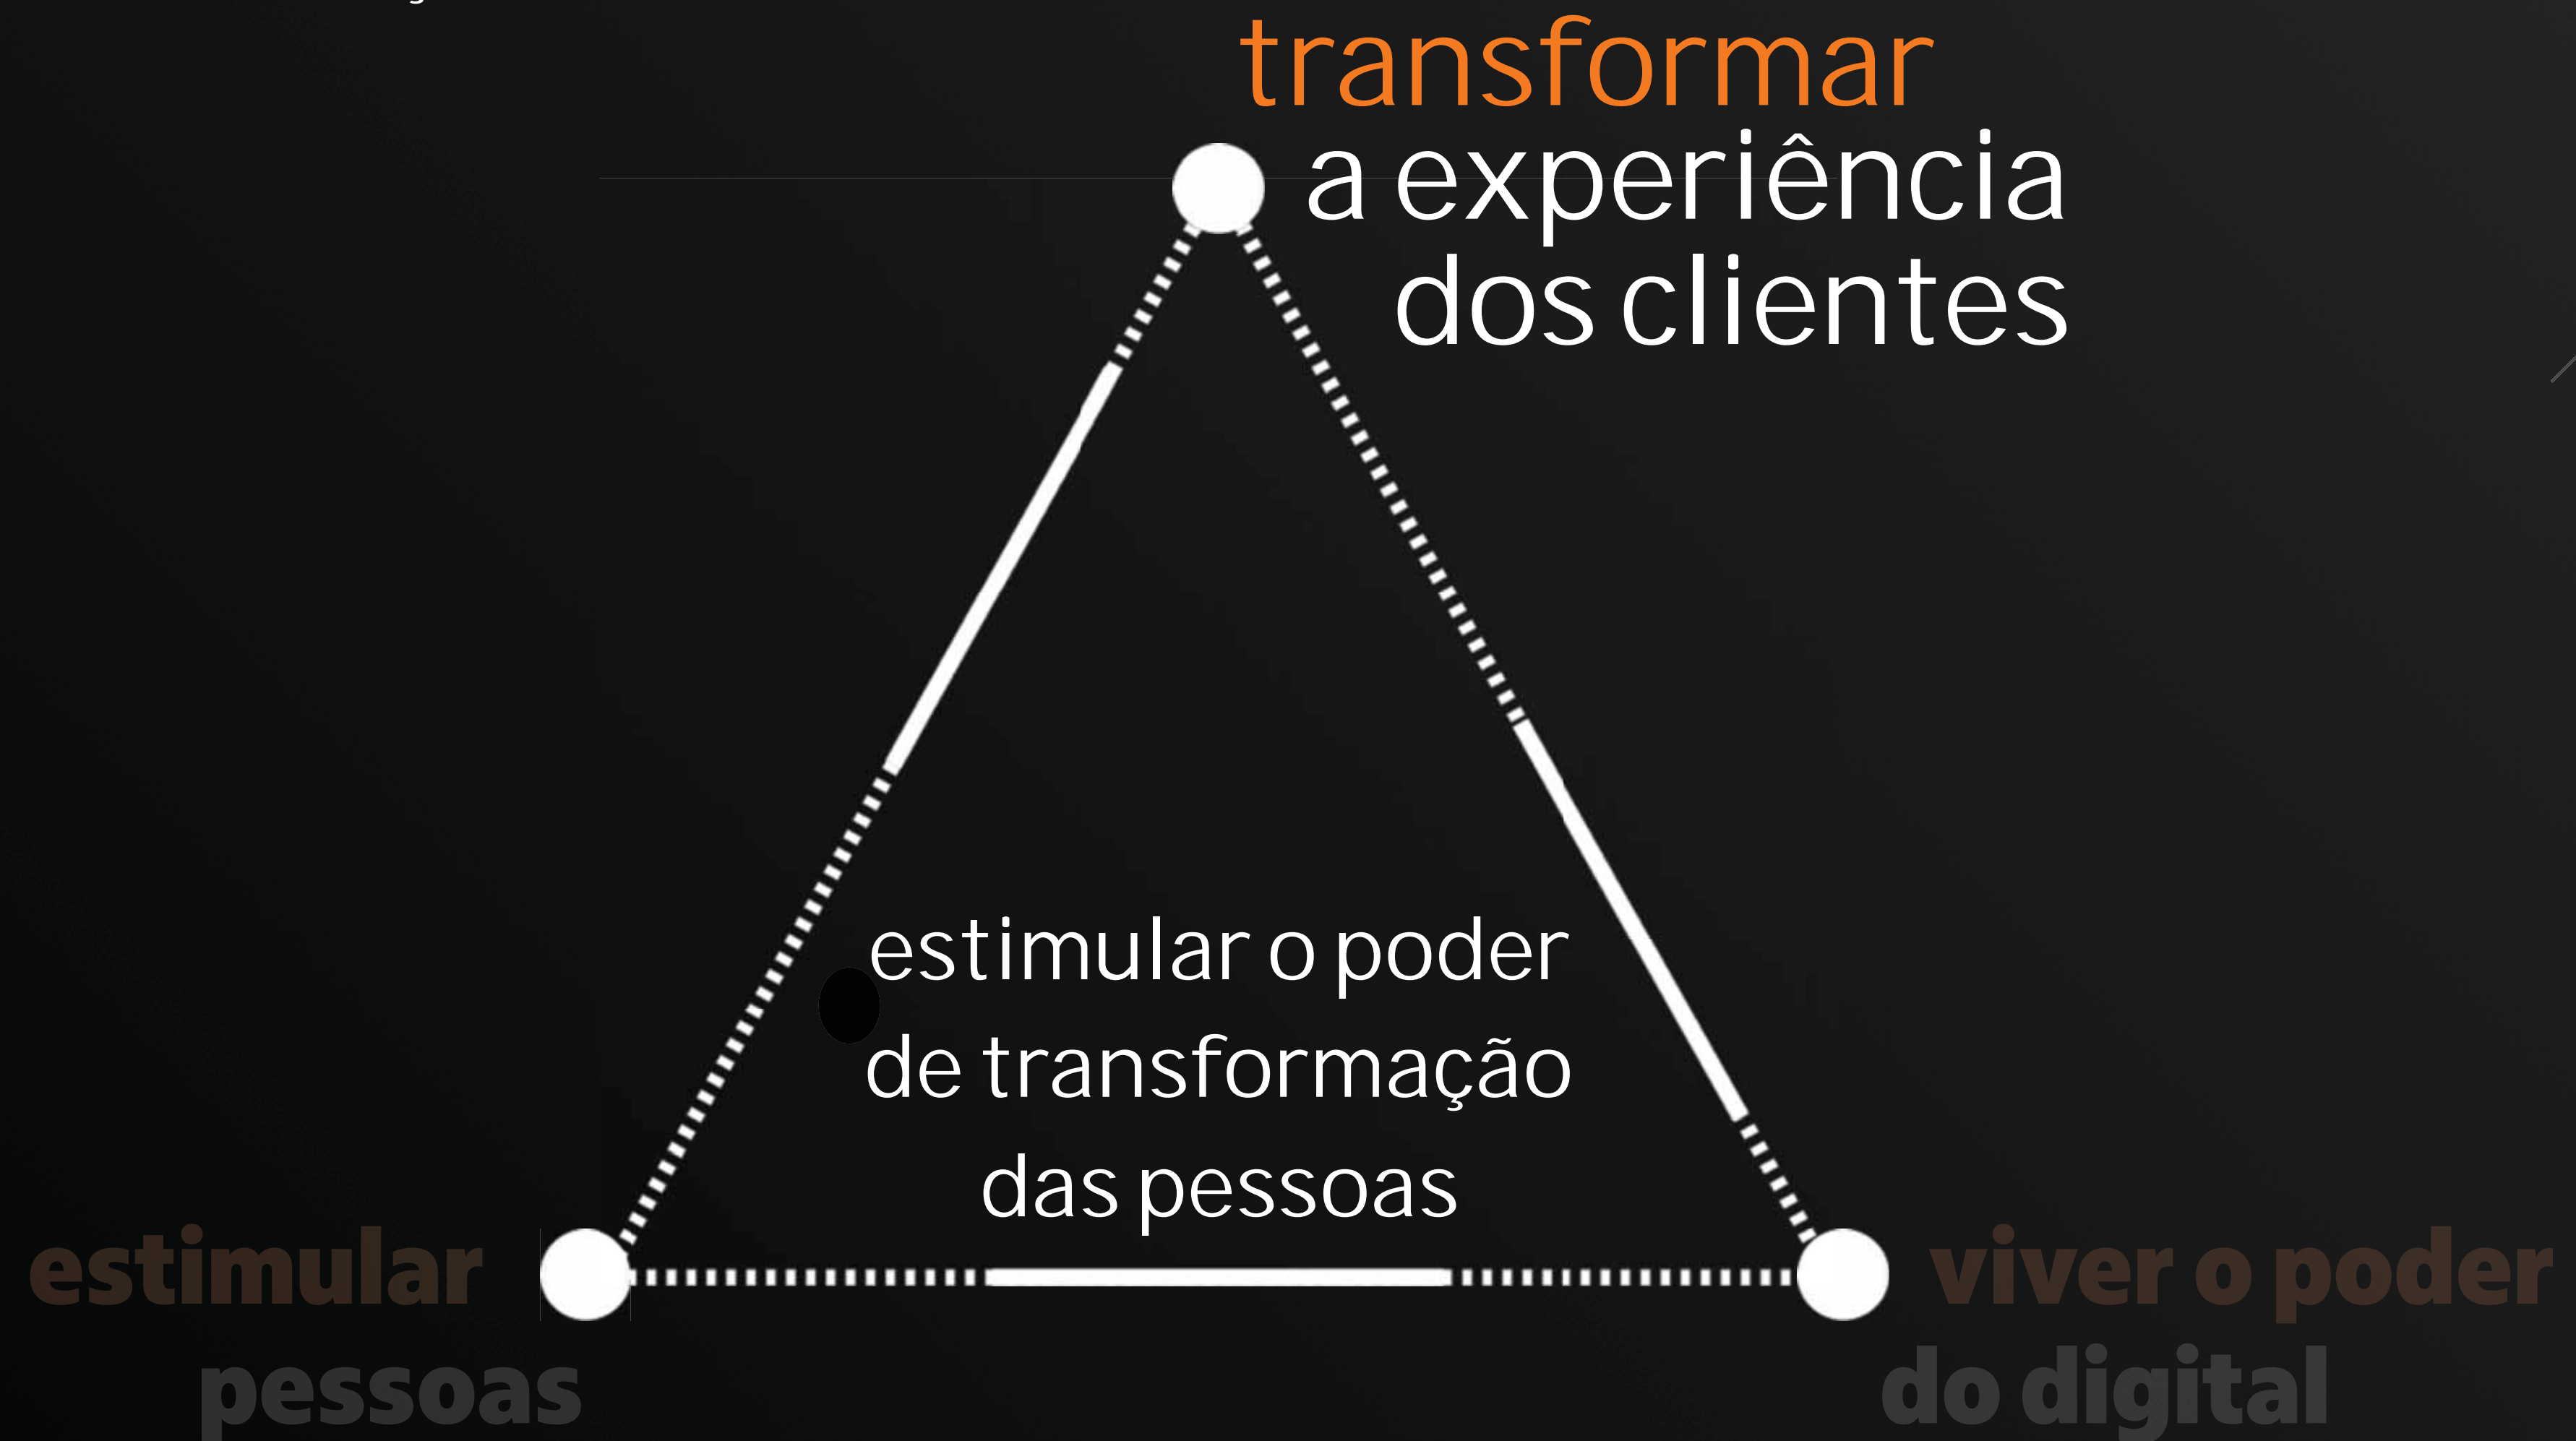 transformar
a experiência
dos clientes
estimular o poder
de transformação
das pessoas
estimular
pessoas
viver o poder
do digital